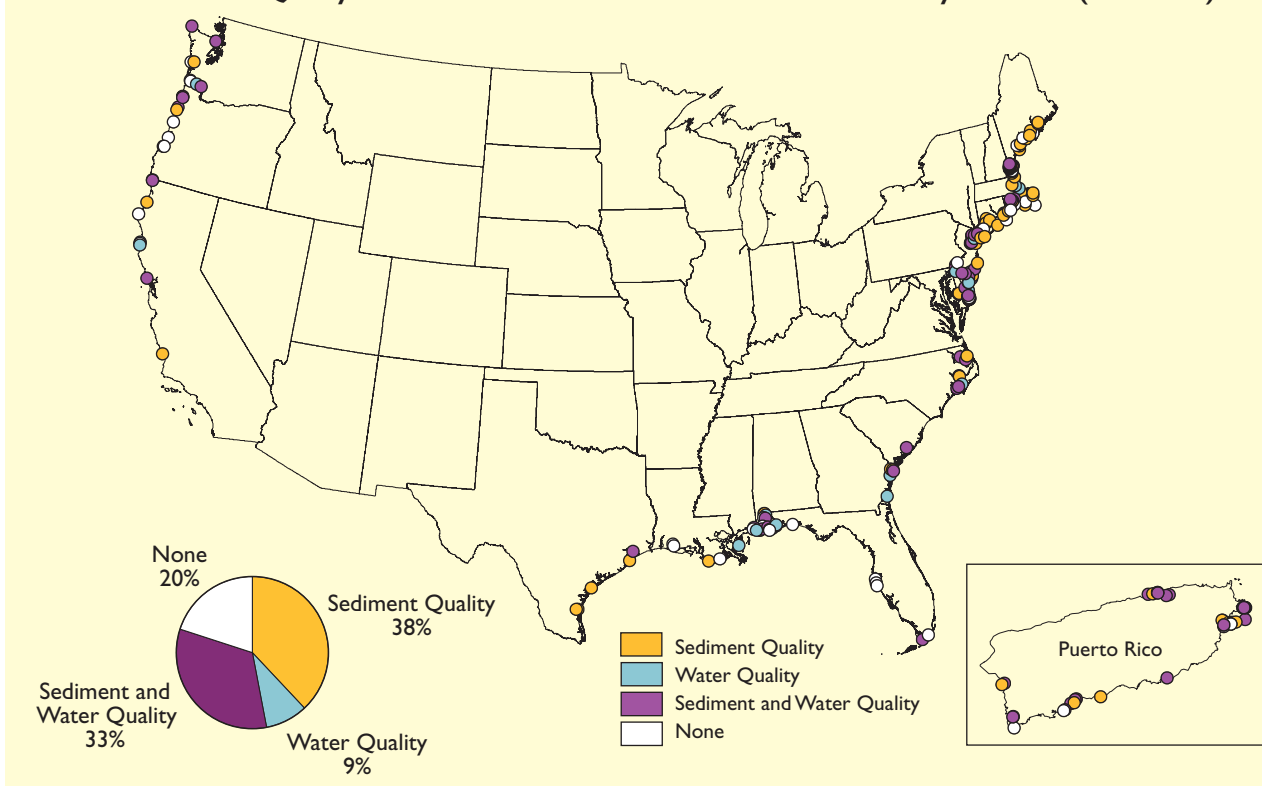 None
20%
Sediment Quality
38%
Sediment and
Water Quality
33%
Water Quality
9%
Sediment Quality
Water Quality
Sediment and Water Quality
None
Puerto Rico